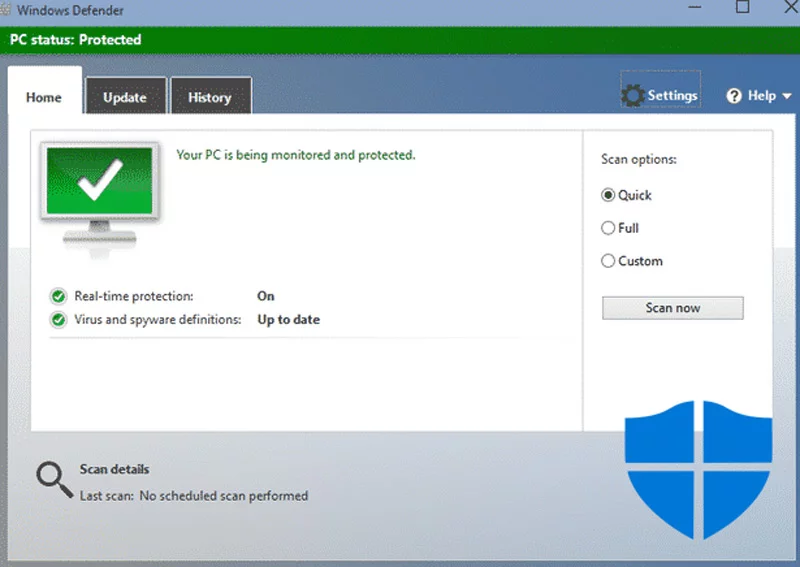 Windows Defender
PC status: Protected
Home
Update
History
Settings
Help
Your PC is being monitored and protected.
Real-time protection: On
Virus and spyware definitions: Up to date
Scan options:
Quick
Full
Custom
Scan now
Scan details
Last scan: No scheduled scan performed